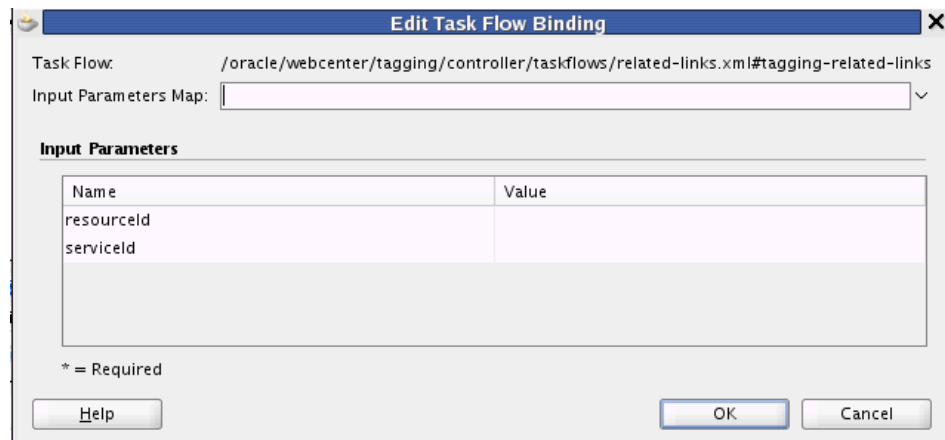 Edit Task Flow Binding
Task Flow: /oracle/webcenter/tagging/controller/taskflows/related-links.xml#tagging-related-links
Input Parameters Map:
Input Parameters
Name Value
resourceId
serviceId
* = Required
Help OK Cancel